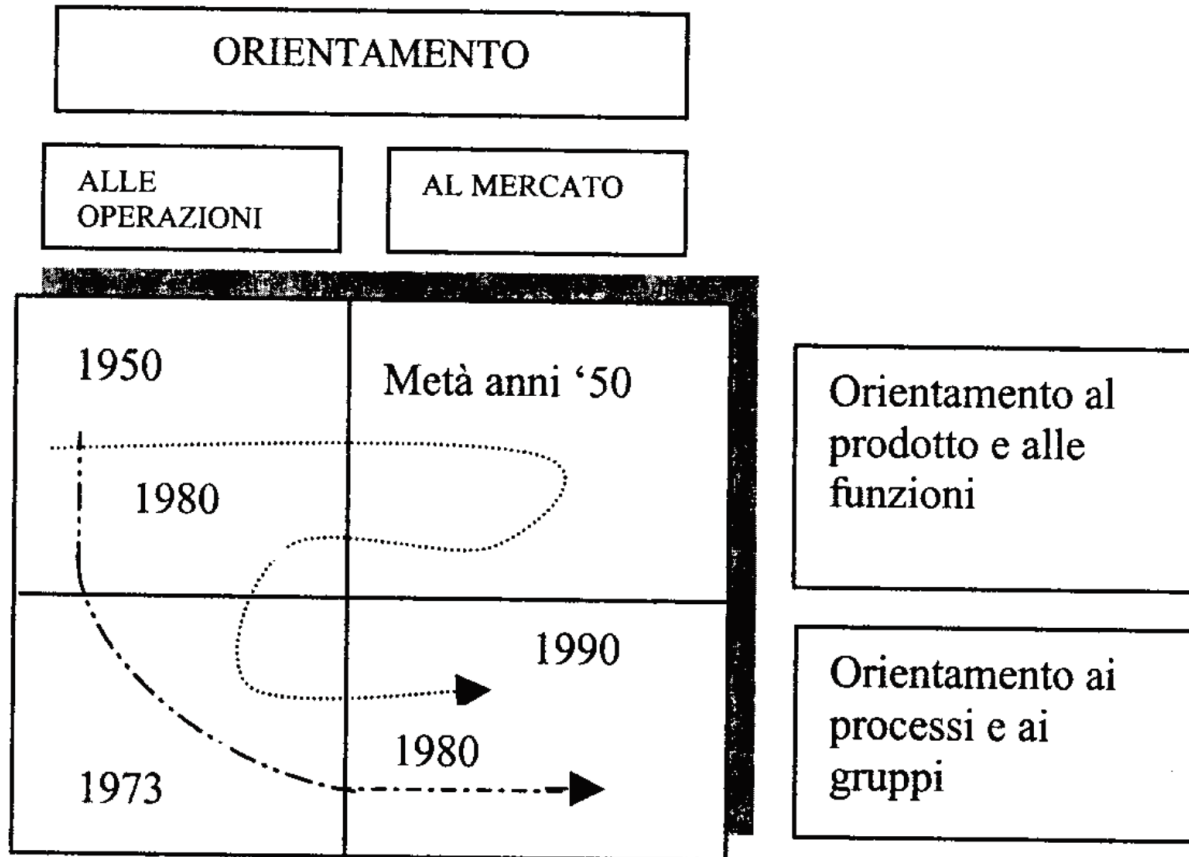 ORIENTAMENTO
ALLE
OPERAZIONI
AL MERCATO
1950
Metà anni ‘50
1980
1990
1980
1973
Orientamento al
prodotto e alle
funzioni
Orientamento ai
processi e ai
gruppi